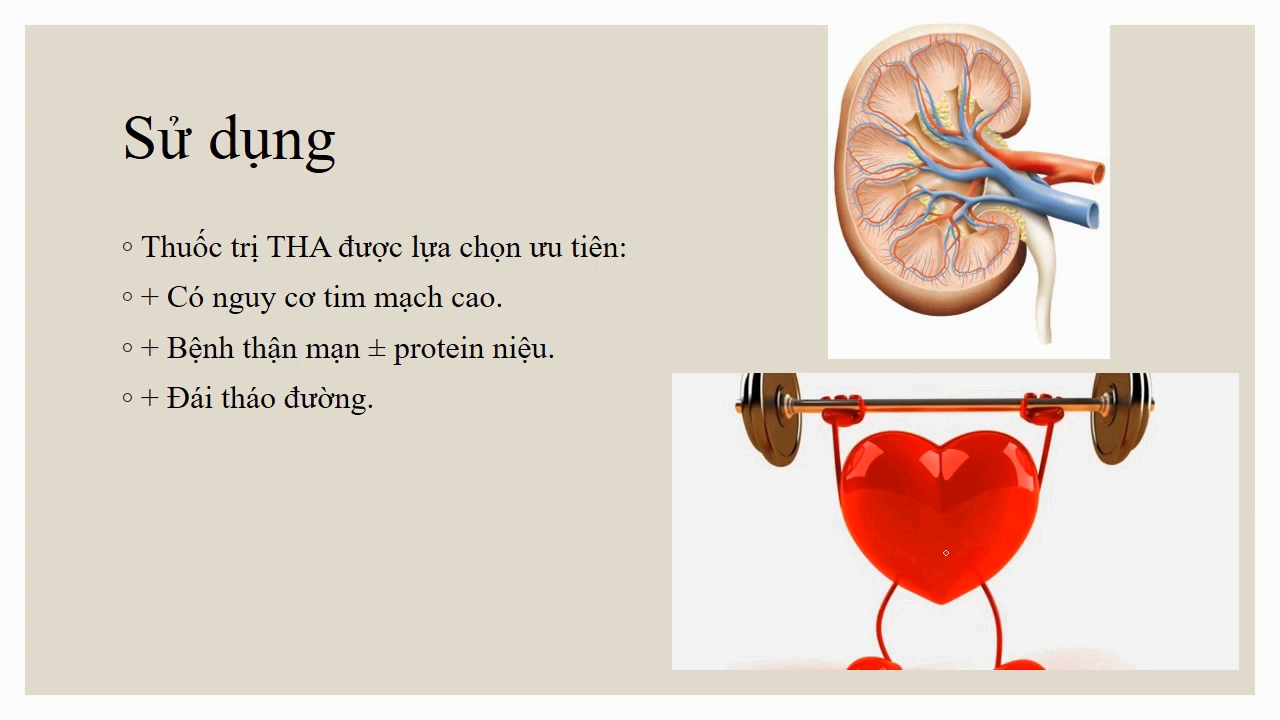 Sử dụng
Thuốc trị THA được lựa chọn ưu tiên:
+ Có nguy cơ tim mạch cao.
+ Bệnh thận mạn ± protein niệu.
+ Đái tháo đường.